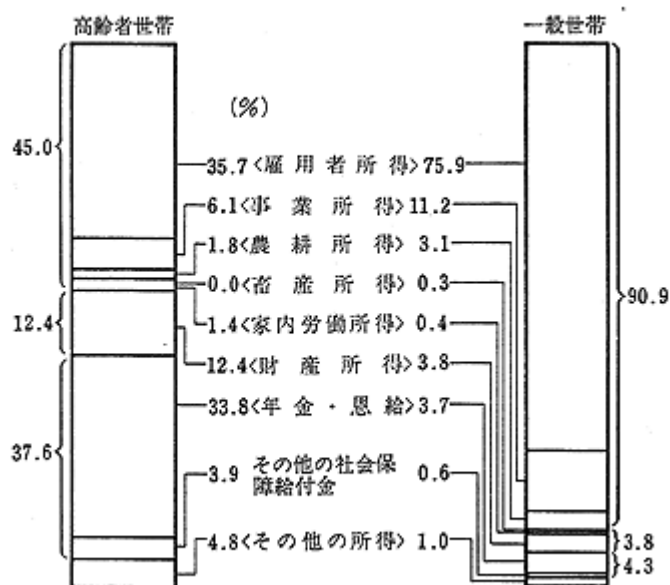 高齢者世帯 一般世帯
(%)
45.0
35.7<雇用者所得>75.9
6.1<事業所得>11.2
1.8<農耕所得>3.1
0.0<畜産所得>0.3
90.9
12.4
1.4<家内労働所得>0.4
12.4<財産所得>3.8
33.8<年金・恩給>3.7
37.6
3.9 その他の社会保障給付金 0.6
4.8<その他の所得>1.0
3.8
4.3